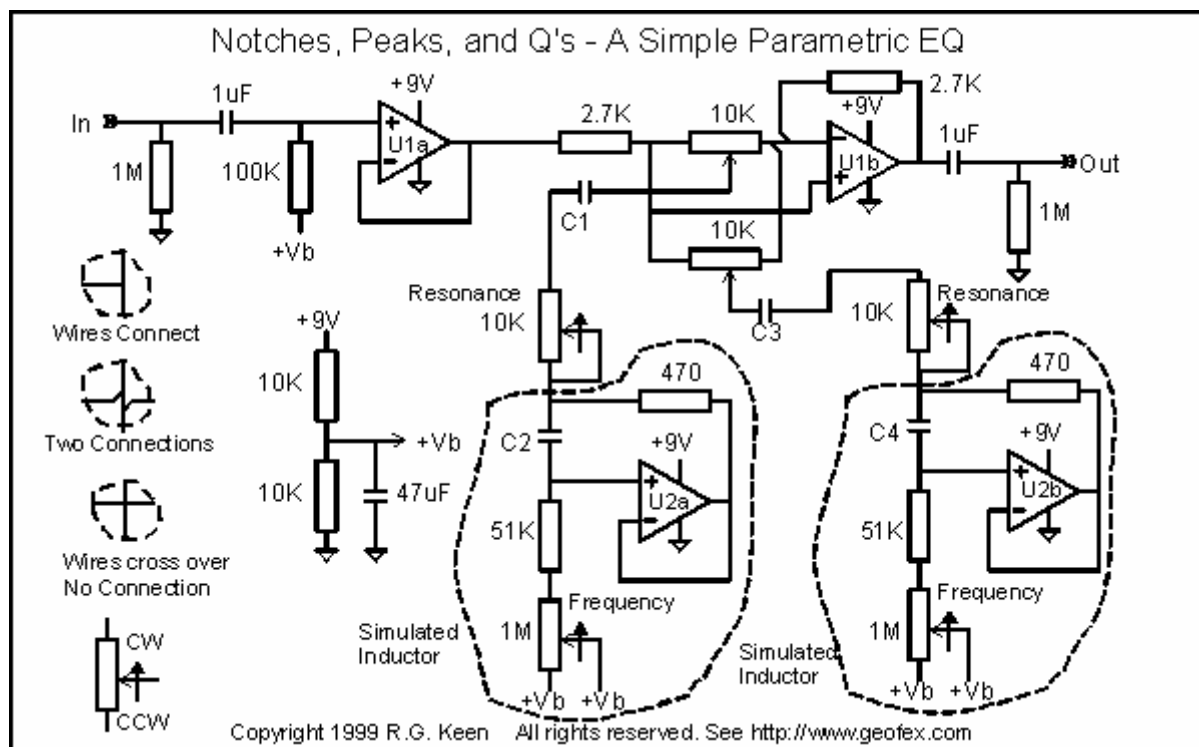 Notches, Peaks, and Q's - A Simple Parametric EQ
In
1uF
1M
100K
+Vb
+9V
+
-
U1a
2.7K
10K
2.7K
+9V
-
+
U1b
1uF
Out
1M
C1
10K
C3
Resonance
10K
Resonance
10K
Wires Connect
Two Connections
Wires cross over
No Connection
CW
CCW
+9V
10K
10K
+Vb
47uF
470
C2
+9V
+
-
U2a
51K
Frequency
1M
+Vb
+Vb
Simulated
Inductor
470
C4
+9V
+
-
U2b
51K
Frequency
1M
+Vb
+Vb
Simulated
Inductor
Copyright 1999 R.G. Keen All rights reserved. See http://www.geofex.com